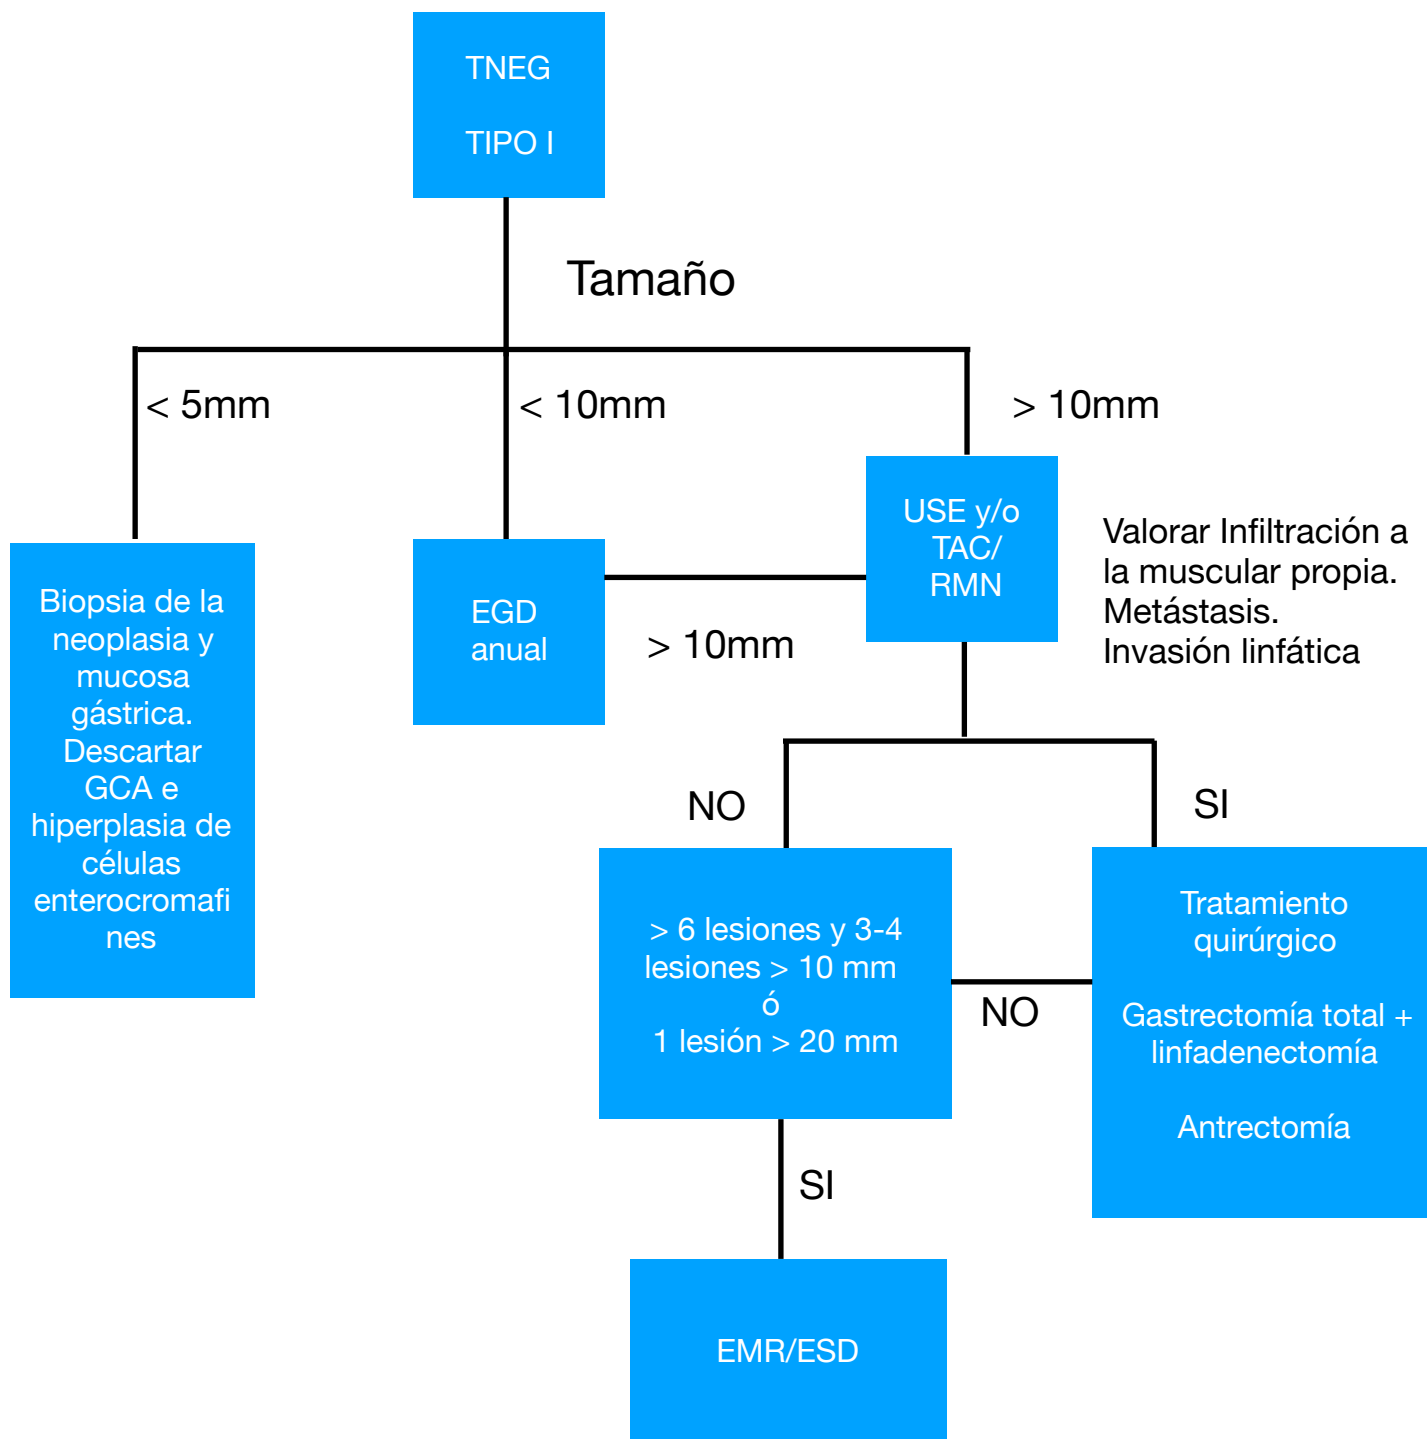 TNEG
TIPO I
Tamaño
< 5mm
< 10mm
> 10mm
Biopsia de la
neoplasia y
mucosa
gástrica.
Descartar
GCA e
hiperplasia de
células
enterocromafi
nes
EGD
anual
> 10mm
USE y/o
TAC/
RMN
Valorar Infiltración a
la muscular propia.
Metástasis.
Invasión linfática
NO
SI
> 6 lesiones y 3-4
lesiones > 10 mm
ó
1 lesión > 20 mm
NO
Tratamiento
quirúrgico
Gastrectomía total +
linfadenectomía
Antrectomía
SI
EMR/ESD